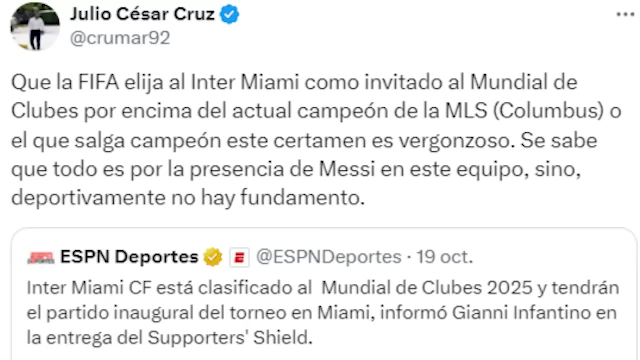 Julio César Cruz
@crumar92
Que la FIFA elija al Inter Miami como invitado al Mundial de
Clubes por encima del actual campeón de la MLS (Columbus) o
el que salga campeón este certamen es vergonzoso. Se sabe
que todo es por la presencia de Messi en este equipo, sino,
deportivamente no hay fundamento.
ESPN Deportes E @ESPNDeportes · 19 oct.
Inter Miami CF está clasificado al Mundial de Clubes 2025 y tendrán
el partido inaugural del torneo en Miami, informó Gianni Infantino en
la entrega del Supporters' Shield.